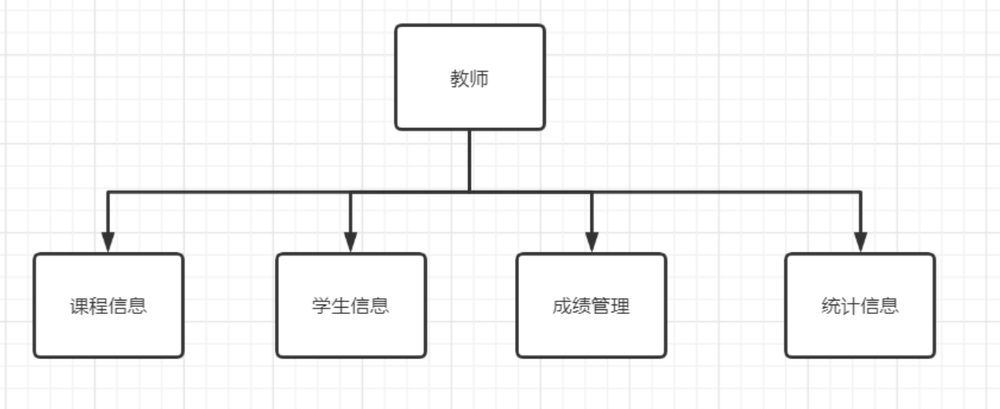 教师
课程信息
学生信息
成绩管理
统计信息